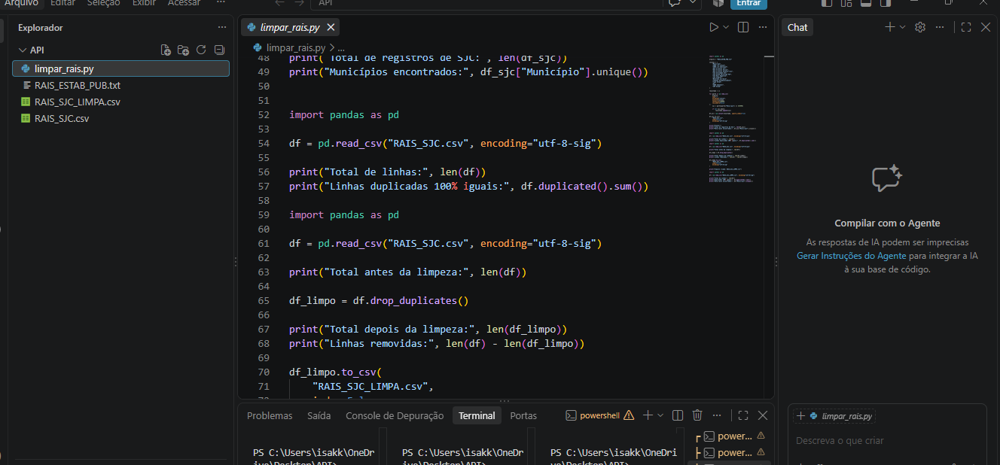 Arquivo Editar Seleção Exibir Acessar ···
API
Entrar
Explorador ···
API
limpar_rais.py
RAIS_ESTAB_PUB.txt
RAIS_SJC_LIMPA.csv
RAIS_SJC.csv
limpar_rais.py
limpar_rais.py > ...
48 print("Total de registros de SJC:", len(df_sjc))
49 print("Municípios encontrados:", df_sjc["Município"].unique())
50
51
52 import pandas as pd
53
54 df = pd.read_csv("RAIS_SJC.csv", encoding="utf-8-sig")
55
56 print("Total de linhas:", len(df))
57 print("Linhas duplicadas 100% iguais:", df.duplicated().sum())
58
59 import pandas as pd
60
61 df = pd.read_csv("RAIS_SJC.csv", encoding="utf-8-sig")
62
63 print("Total antes da limpeza:", len(df))
64
65 df_limpo = df.drop_duplicates()
66
67 print("Total depois da limpeza:", len(df_limpo))
68 print("Linhas removidas:", len(df) - len(df_limpo))
69
70 df_limpo.to_csv(
71 "RAIS_SJC_LIMPA.csv",
Problemas Saída Console de Depuração Terminal Portas
powershell
PS C:\Users\isakk\OneDr
ive\Desktop\API>
PS C:\Users\isakk\OneDr
ive\Desktop\API>
PS C:\Users\isakk\OneDri
ve\Desktop\API>
power...
power...
Chat
Compilar com o Agente
As respostas de IA podem ser imprecisas
Gerar Instruções do Agente para integrar a IA
à sua base de código.
limpar_rais.py
Descreva o que criar